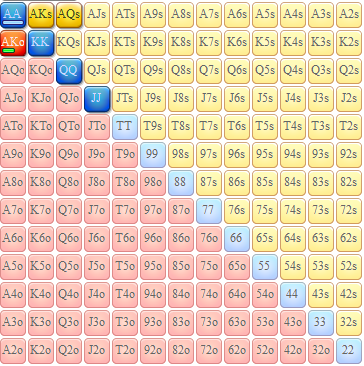 AA AKs AQs AJs ATs A9s A8s A7s A6s A5s A4s A3s A2s
AKo KK KQs KJs KTs K9s K8s K7s K6s K5s K4s K3s K2s
AQo KQo QQ QJs QTs Q9s Q8s Q7s Q6s Q5s Q4s Q3s Q2s
AJo KJo QJo JJ JTs J9s J8s J7s J6s J5s J4s J3s J2s
ATo KTo QTo JTo TT T9s T8s T7s T6s T5s T4s T3s T2s
A9o K9o Q9o J9o T9o 99 98s 97s 96s 95s 94s 93s 92s
A8o K8o Q8o J8o T8o 98o 88 87s 86s 85s 84s 83s 82s
A7o K7o Q7o J7o T7o 97o 87o 77 76s 75s 74s 73s 72s
A6o K6o Q6o J6o T6o 96o 86o 76o 66 65s 64s 63s 62s
A5o K5o Q5o J5o T5o 95o 85o 75o 65o 55 54s 53s 52s
A4o K4o Q4o J4o T4o 94o 84o 74o 64o 54o 44 43s 42s
A3o K3o Q3o J3o T3o 93o 83o 73o 63o 53o 43o 33 32s
A2o K2o Q2o J2o T2o 92o 82o 72o 62o 52o 42o 32o 22